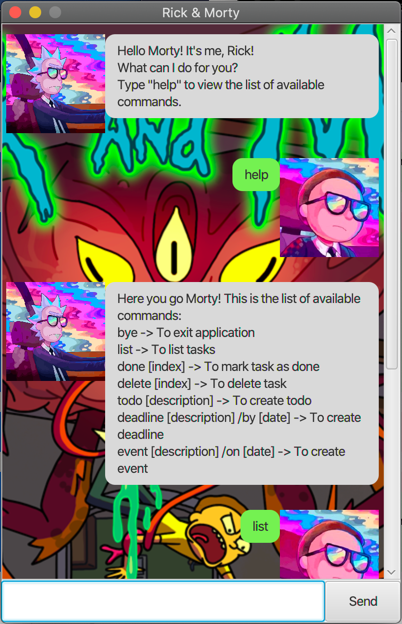 Rick & Morty
Hello Morty! It's me, Rick!
What can I do for you?
Type "help" to view the list of available
commands.
AND
help
Here you go Morty! This is the list of available
commands:
bye -> To exit application
list -> To list tasks
done [index] -> To mark task as done
delete [index] -> To delete task
todo [description] -> To create todo
deadline [description] /by [date] -> To create
deadline
event [description] /on [date] -> To create
event
list
Send